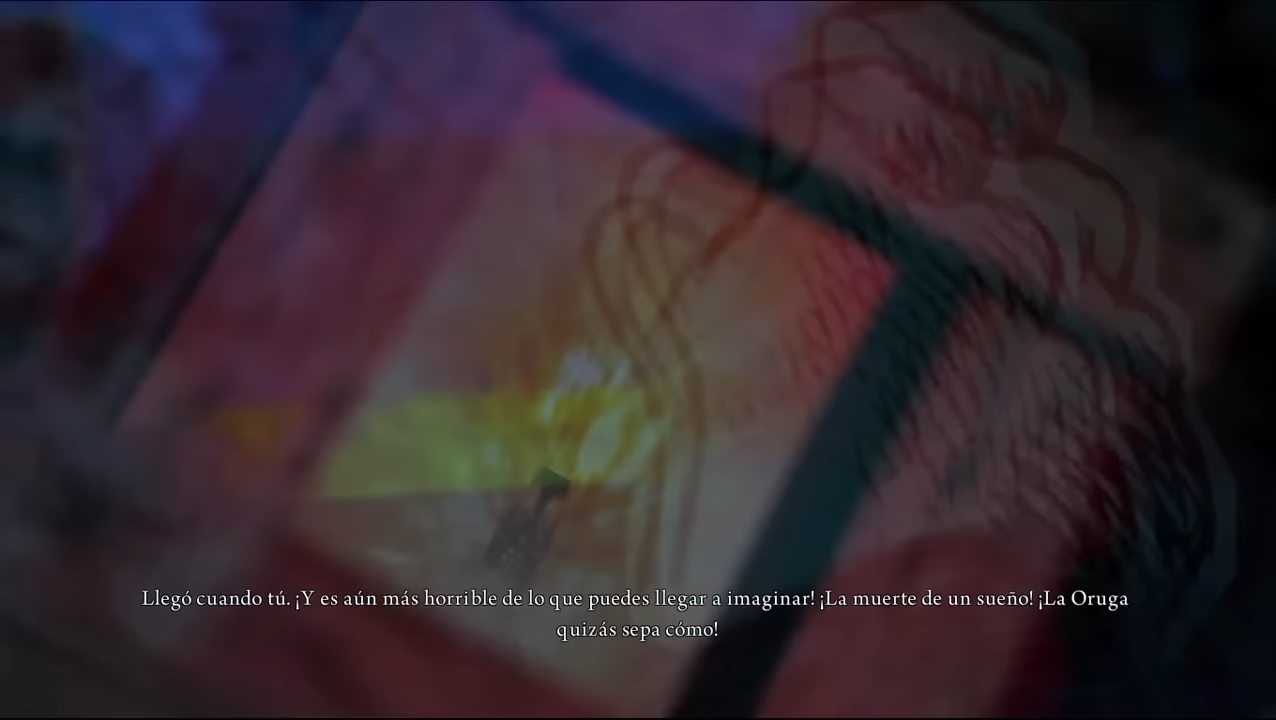 Llegó cuando tú. ¡Y es aún más horrible de lo que puedes llegar a imaginar! ¡La muerte de un sueño! ¡La Oruga
quizás sepa cómo!